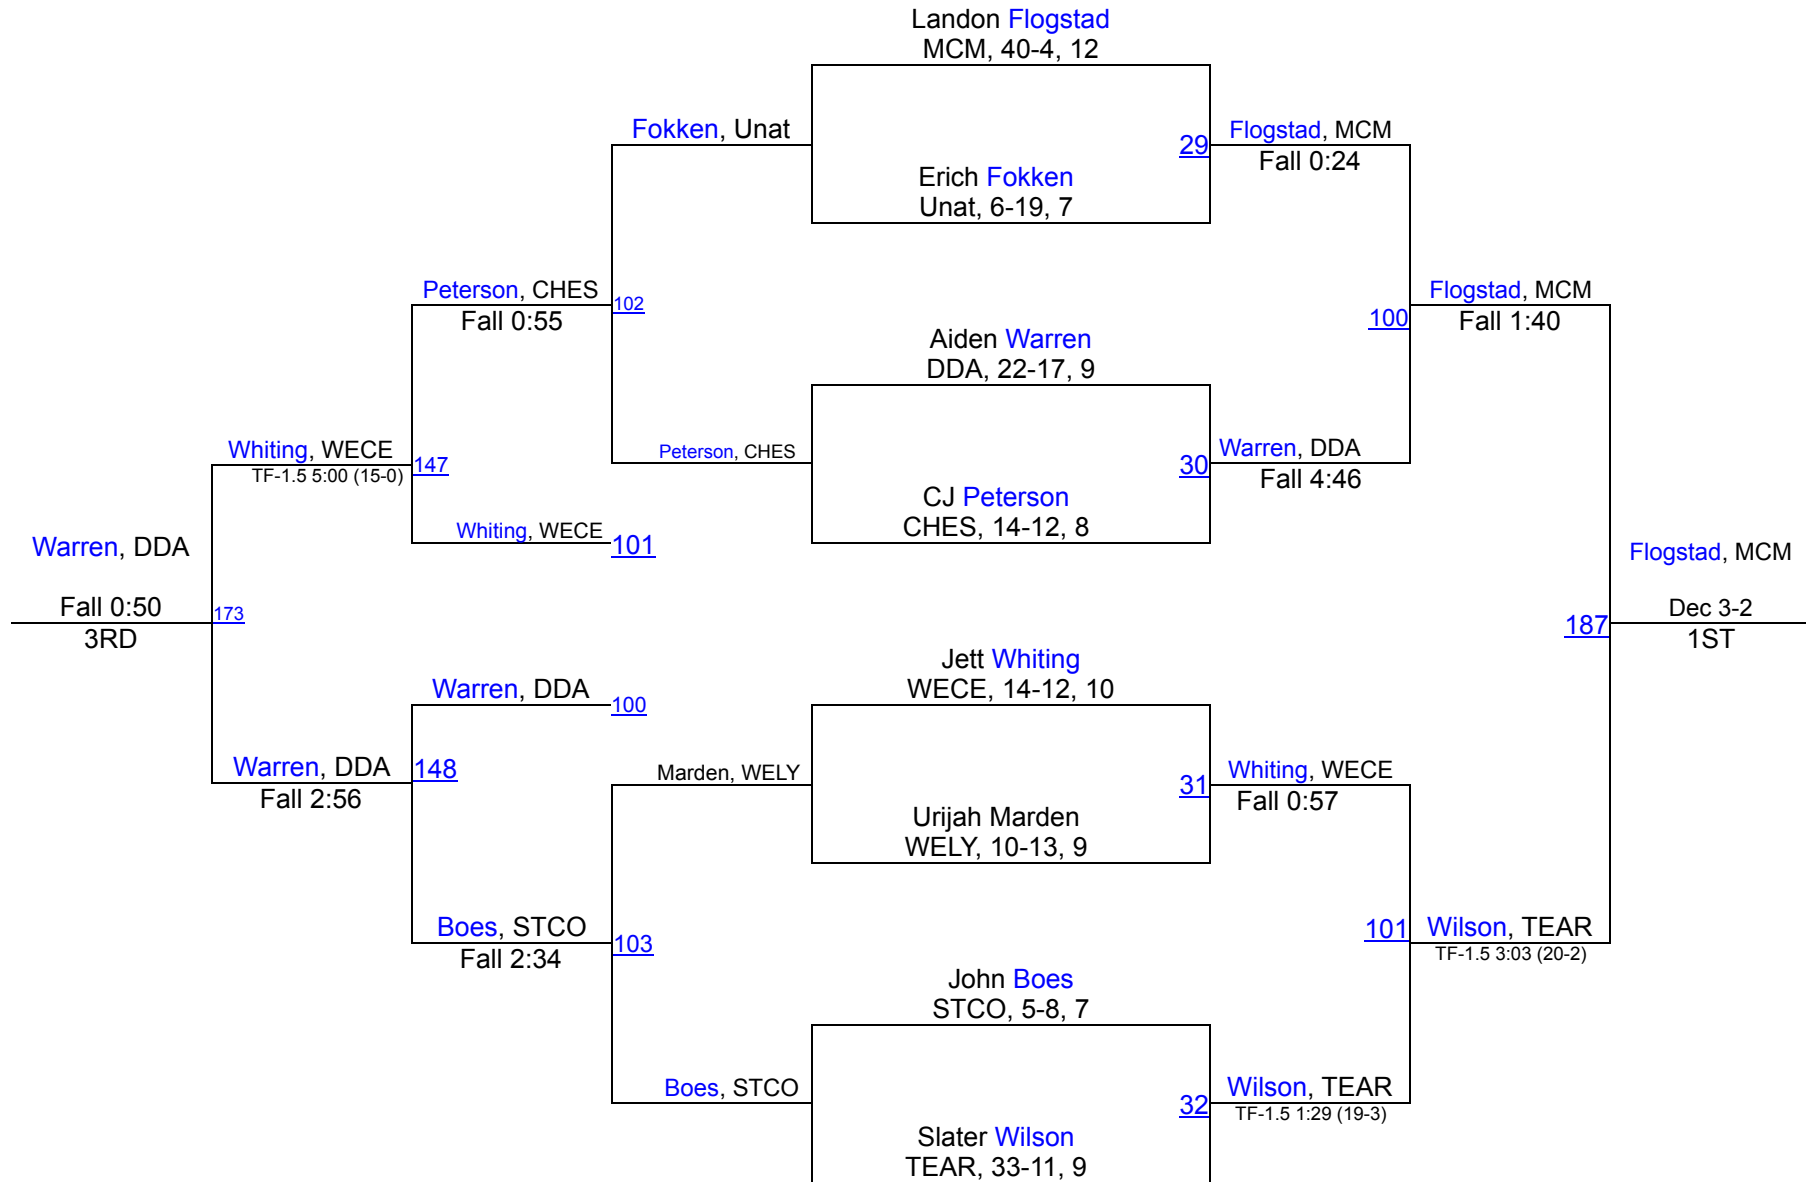 Landon Flogstad
MCM, 40-4, 12
Fokken, Unat
29
Flogstad, MCM
Fall 0:24
Erich Fokken
Unat, 6-19, 7
Peterson, CHES
Fall 0:55
102
Flogstad, MCM
Fall 1:40
100
Aiden Warren
DDA, 22-17, 9
Whiting, WECE
TF-1.5 5:00 (15-0)
147
Peterson, CHES
30
Warren, DDA
Fall 4:46
CJ Peterson
CHES, 14-12, 8
Whiting, WECE
101
Warren, DDA
Fall 0:50
3RD
173
Flogstad, MCM
Dec 3-2
1ST
187
Jett Whiting
WECE, 14-12, 10
Warren, DDA
100
Warren, DDA
Fall 2:56
148
Marden, WELY
31
Whiting, WECE
Fall 0:57
Urijah Marden
WELY, 10-13, 9
Boes, STCO
Fall 2:34
103
101
Wilson, TEAR
TF-1.5 3:03 (20-2)
John Boes
STCO, 5-8, 7
Boes, STCO
32
Wilson, TEAR
TF-1.5 1:29 (19-3)
Slater Wilson
TEAR, 33-11, 9